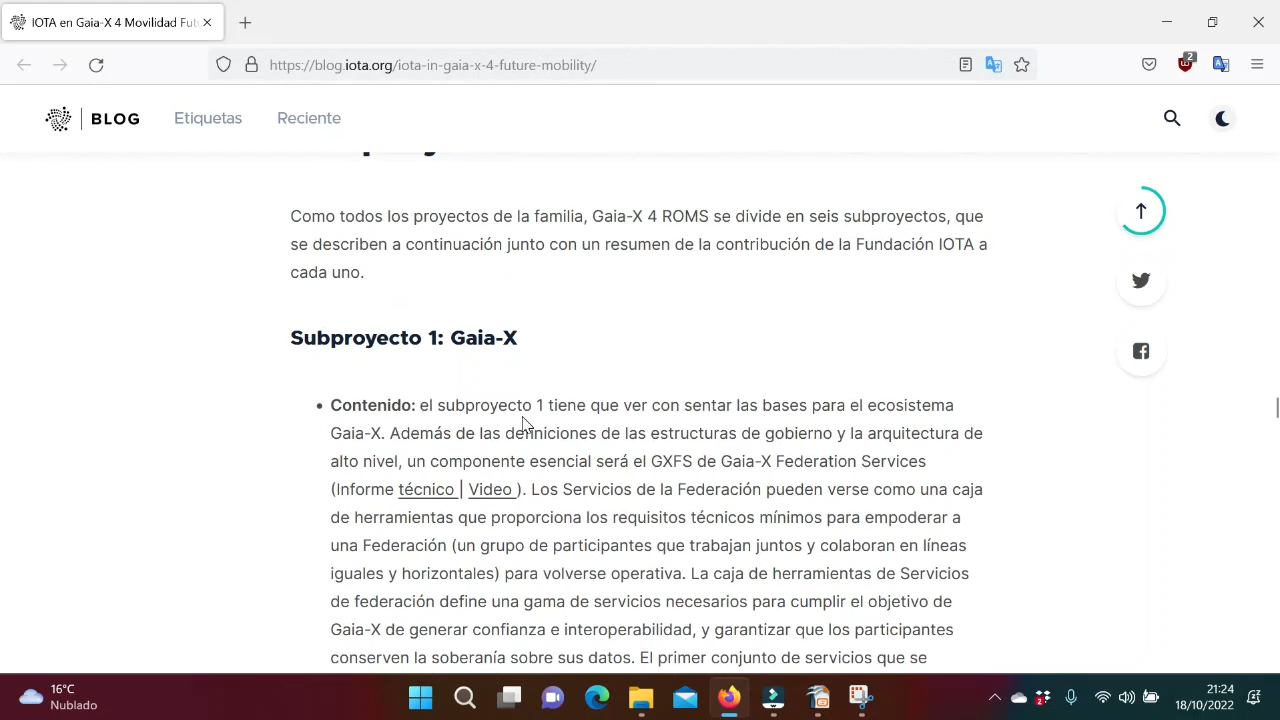 IOTA en Gaia-X 4 Movilidad Fut
https://blog.iota.org/iota-in-gaia-x-4-future-mobility/
2
BLOG
Etiquetas
Reciente
Como todos los proyectos de la familia, Gaia-X 4 ROMS se divide en seis subproyectos, que
se describen a continuación junto con un resumen de la contribución de la Fundación IOTA a
cada uno.
Subproyecto 1: Gaia-X
• Contenido: el subproyecto 1 tiene que ver con sentar las bases para el ecosistema
Gaia-X. Además de las definiciones de las estructuras de gobierno y la arquitectura de
alto nivel, un componente esencial será el GXFS de Gaia-X Federation Services
(Informe técnico | Video ). Los Servicios de la Federación pueden verse como una caja
de herramientas que proporciona los requisitos técnicos mínimos para empoderar a
una Federación (un grupo de participantes que trabajan juntos y colaboran en líneas
iguales y horizontales) para volverse operativa. La caja de herramientas de Servicios
de federación define una gama de servicios necesarios para cumplir el objetivo de
Gaia-X de generar confianza e interoperabilidad, y garantizar que los participantes
conserven la soberanía sobre sus datos. El primer conjunto de servicios que se
16°C
Nublado
21:24
18/10/2022